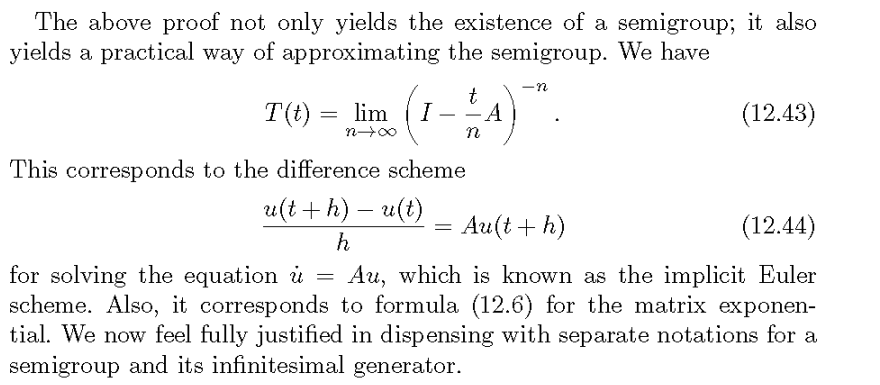 The above proof not only yields the existence of a semigroup; it also
yields a practical way of approximating the semigroup. We have
T(t) = lim_{n→∞} (I − \frac{t}{n} A)^{−n}. (12.43)
This corresponds to the difference scheme
\frac{u(t + h) − u(t)}{h} = Au(t + h) (12.44)
for solving the equation u̇ = Au, which is known as the implicit Euler
scheme. Also, it corresponds to formula (12.6) for the matrix exponen-
tial. We now feel fully justified in dispensing with separate notations for a
semigroup and its infinitesimal generator.